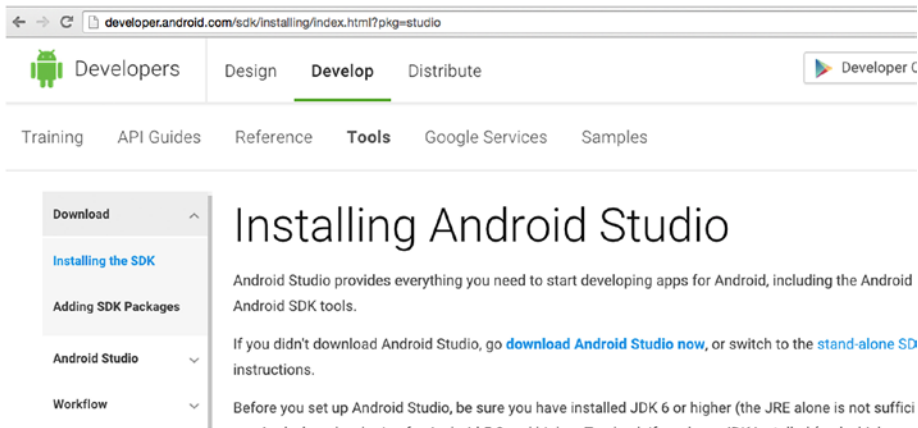 developer.android.com/sdk/installing/index.html?pkg=studio
Developers Design Develop Distribute Developer
Training API Guides Reference Tools Google Services Samples
Download
Installing the SDK
Adding SDK Packages
Android Studio
Workflow
Installing Android Studio
Android Studio provides everything you need to start developing apps for Android, including the Android
Android SDK tools.
If you didn't download Android Studio, go download Android Studio now, or switch to the stand-alone
instructions.
Before you set up Android Studio, be sure you have installed JDK 6 or higher (the JRE alone is not